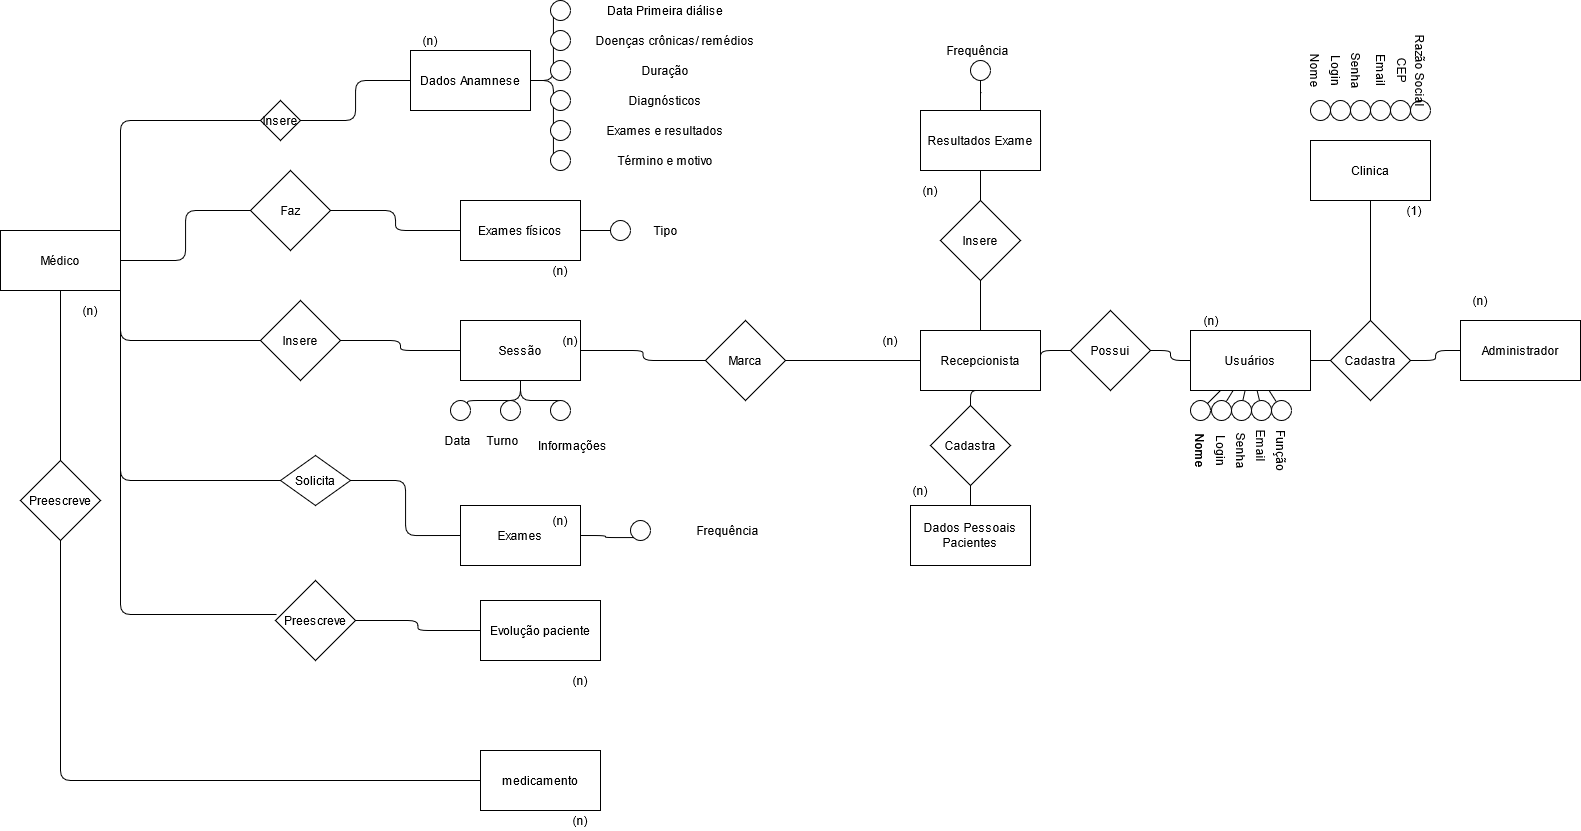 Data Primeira diálise
Doenças crônicas/ remédios
Duração
Diagnósticos
Exames e resultados
Término e motivo
(n)
Dados Anamnese
Insere
Faz
Exames físicos
(n)
Tipo
Médico
(n)
Insere
Sessão
(n)
Data
Turno
Informações
Marca
Solicita
Exames
(n)
Frequência
Preescreve
Preescreve
Evolução paciente
(n)
medicamento
(n)
Frequência
Resultados Exame
(n)
Insere
(n)
Recepcionista
Cadastra
(n)
Dados Pessoais
Pacientes
Possui
(n)
Usuários
Nome
Login
Senha
Email
Função
Nome
Login
Senha
Email
CEP
Razão Social
Clinica
(1)
Cadastra
(n)
Administrador